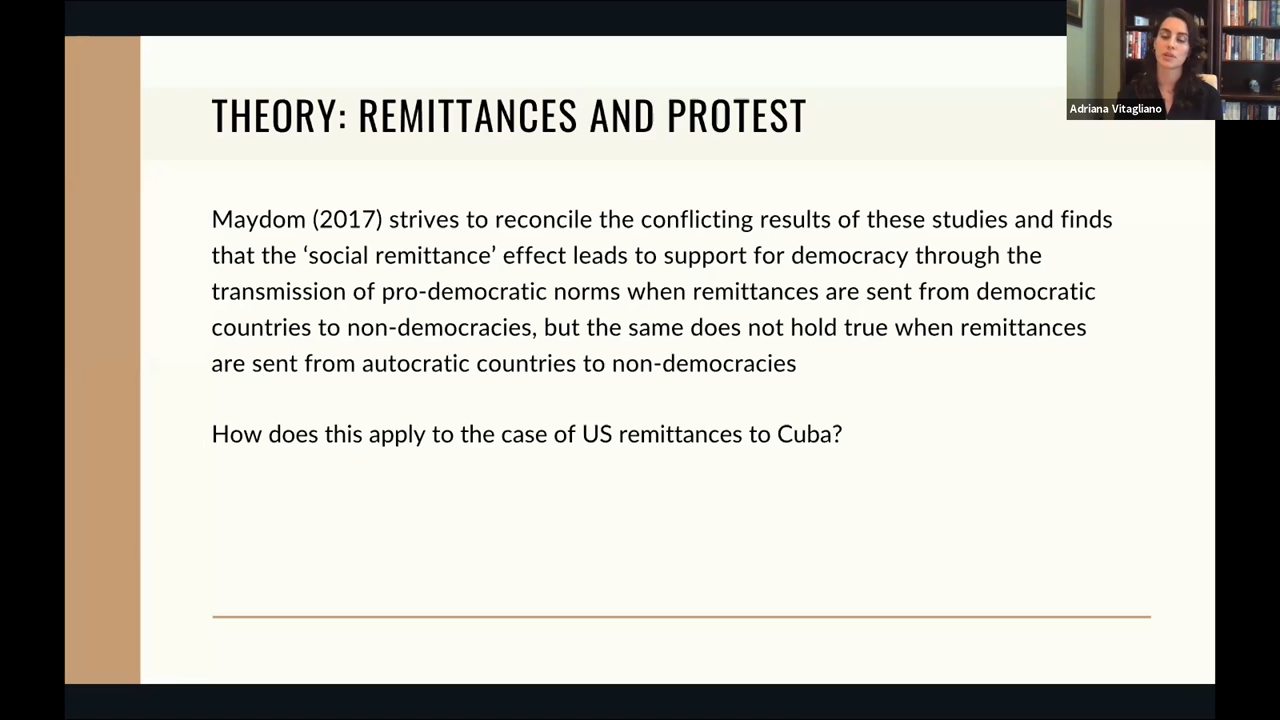 THEORY: REMITTANCES AND PROTEST
Adriana Vitagliano
Maydom (2017) strives to reconcile the conflicting results of these studies and finds
that the ‘social remittance’ effect leads to support for democracy through the
transmission of pro-democratic norms when remittances are sent from democratic
countries to non-democracies, but the same does not hold true when remittances
are sent from autocratic countries to non-democracies
How does this apply to the case of US remittances to Cuba?